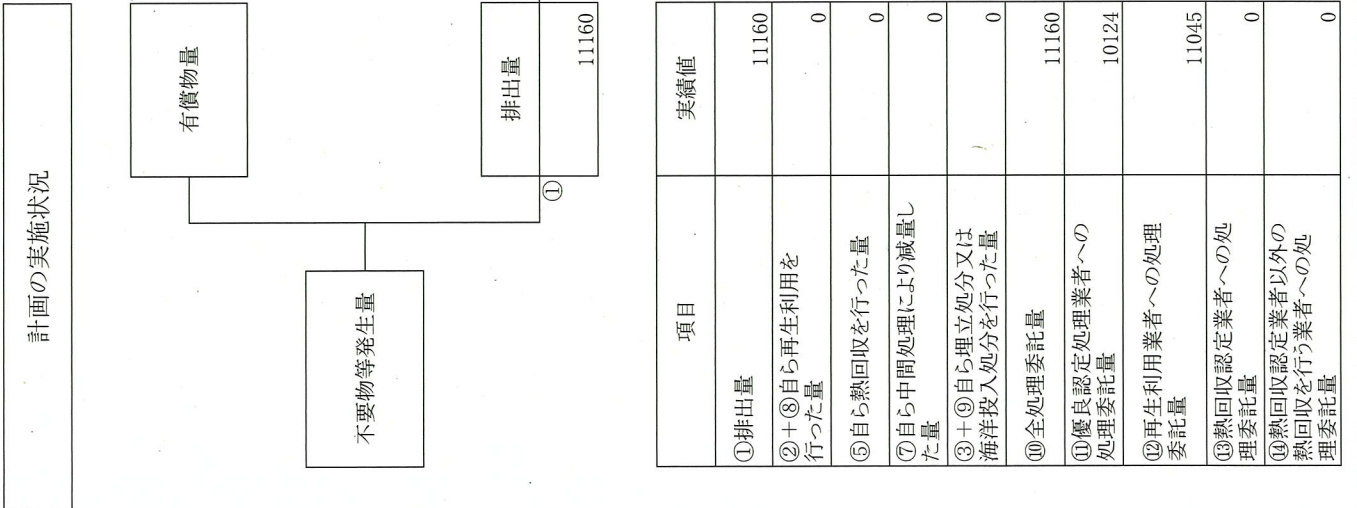 計画の実施状況
有償物量
不要物等発生量
排出量
①
11160
項目
実績値
①排出量
11160
②+⑧自ら再生利用を
行った量
0
⑤自ら熱回収を行った量
0
⑦自ら中間処理により減量し
た量
0
③+⑨自ら埋立処分又は
海洋投入処分を行った量
0
⑩全処理委託量
11160
⑪優良認定処理業者への
処理委託量
10124
⑫再生利用業者への処理
委託量
11045
⑬熱回収認定業者への処
理委託量
0
⑭熱回収認定業者以外の
熱回収を行う業者への処
理委託量
0